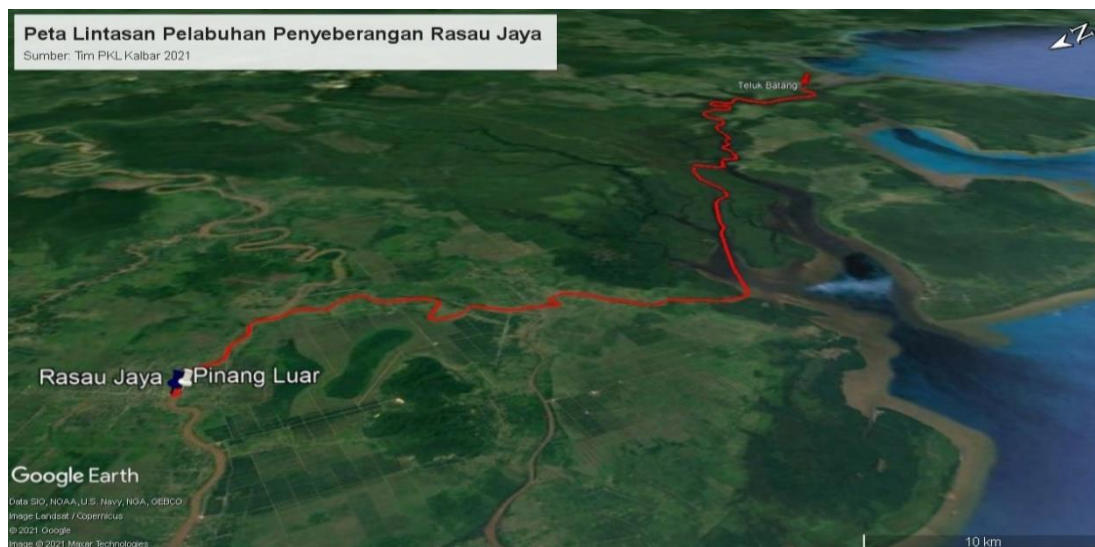 Peta Lintasan Pelabuhan Penyeberangan Rasau Jaya
Sumber: Tim PKL Kalbar 2021
N
Teluk Batang
Rasau Jaya
Pinang Luar
Google Earth
Data SIO, NOAA, U.S. Navy, NGA, GEBCO
Image Landsat / Copernicus
© 2021 Google
Image © 2021 Maxar Technologies
10 km